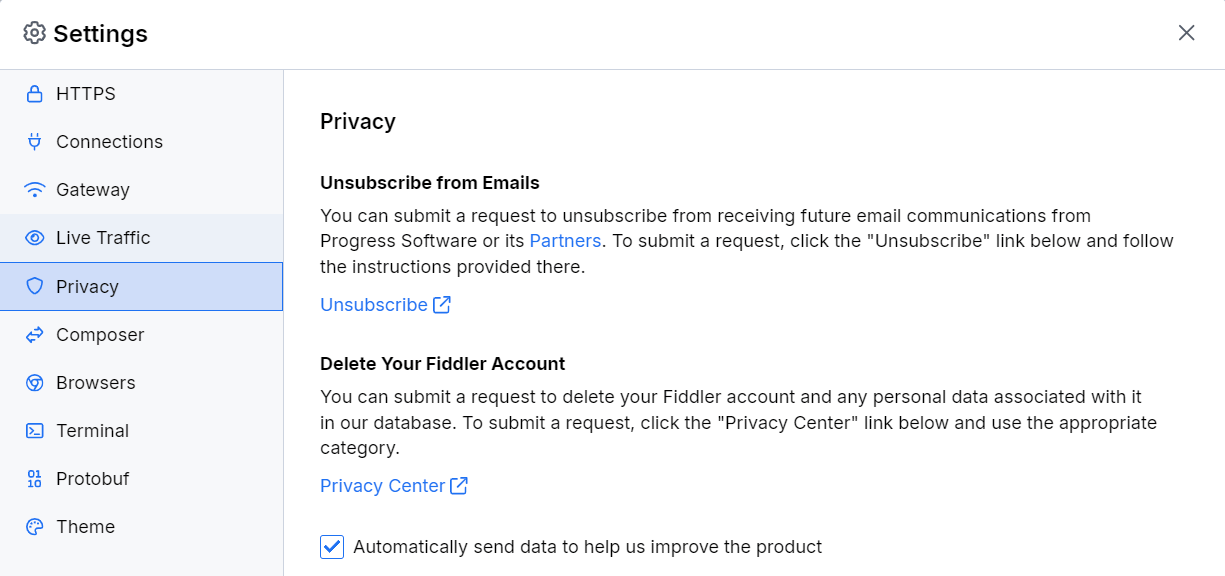 Settings
HTTPS
Connections
Gateway
Live Traffic
Privacy
Composer
Browsers
Terminal
Protobuf
Theme
Privacy
Unsubscribe from Emails
You can submit a request to unsubscribe from receiving future email communications from
Progress Software or its Partners. To submit a request, click the "Unsubscribe" link below and follow
the instructions provided there.
Unsubscribe
Delete Your Fiddler Account
You can submit a request to delete your Fiddler account and any personal data associated with it
in our database. To submit a request, click the "Privacy Center" link below and use the appropriate
category.
Privacy Center
Automatically send data to help us improve the product